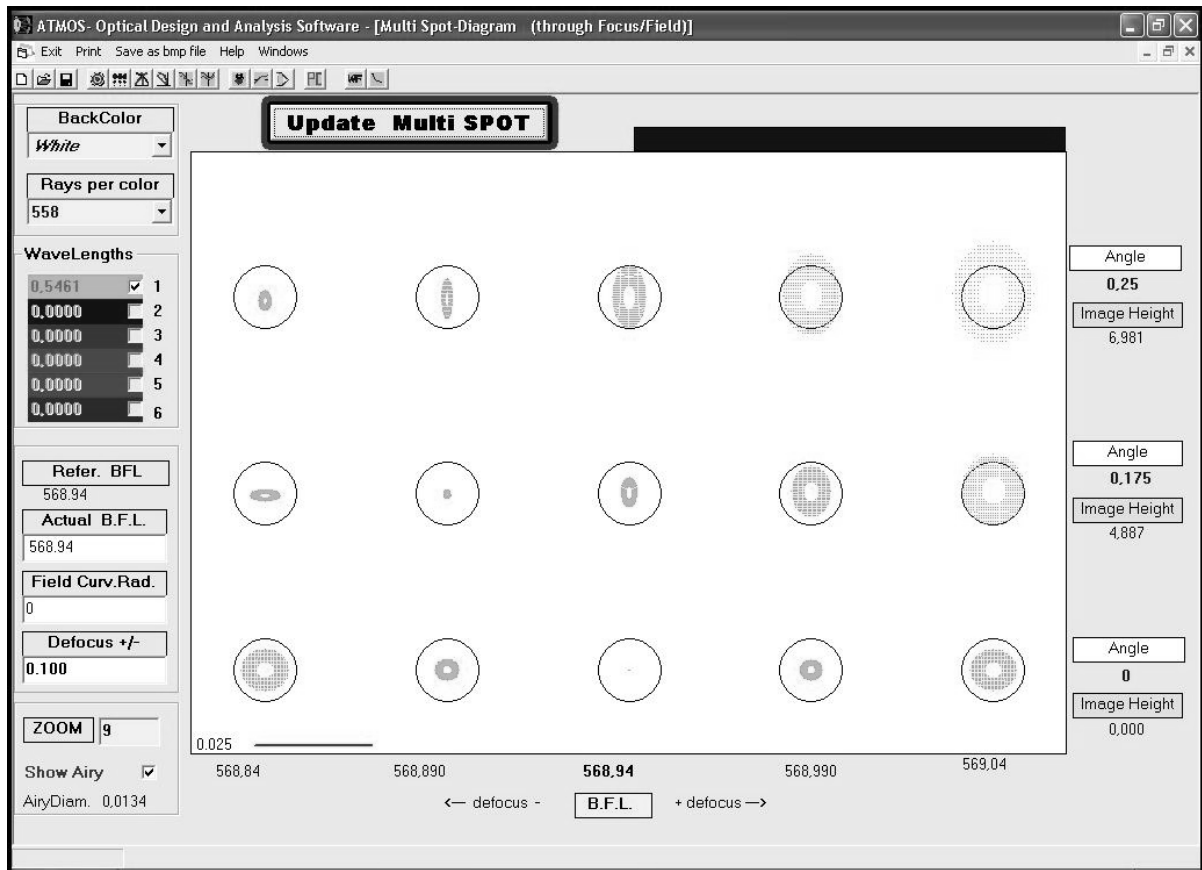 ATMOS- Optical Design and Analysis Software - [Multi Spot-Diagram (through Focus/Field)]
Exit Print Save as bmp file Help Windows
BackColor
White
Rays per color
558
WaveLengths
0,5461 1
0,0000 2
0,0000 3
0,0000 4
0,0000 5
0,0000 6
Refer. BFL
568.94
Actual B.F.L.
568.94
Field Curv.Rad.
0
Defocus +/-
0.100
ZOOM 9
Show Airy
AiryDiam. 0,0134
Update Multi SPOT
0.025
568,84 568,890 568,94 568,990 569,04
<— defocus - B.F.L. + defocus —>
Angle
0,25
Image Height
6,981
Angle
0,175
Image Height
4,887
Angle
0
Image Height
0,000